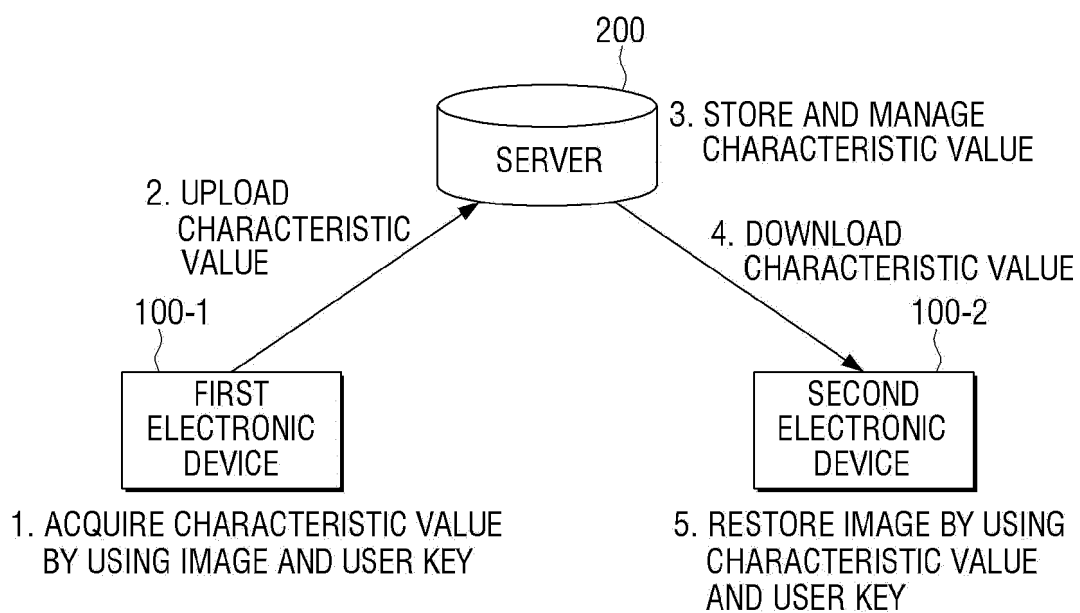 200
SERVER
3. STORE AND MANAGE
CHARACTERISTIC VALUE
2. UPLOAD
CHARACTERISTIC
VALUE
4. DOWNLOAD
CHARACTERISTIC VALUE
100-1
FIRST
ELECTRONIC
DEVICE
100-2
SECOND
ELECTRONIC
DEVICE
1. ACQUIRE CHARACTERISTIC VALUE
BY USING IMAGE AND USER KEY
5. RESTORE IMAGE BY USING
CHARACTERISTIC VALUE
AND USER KEY